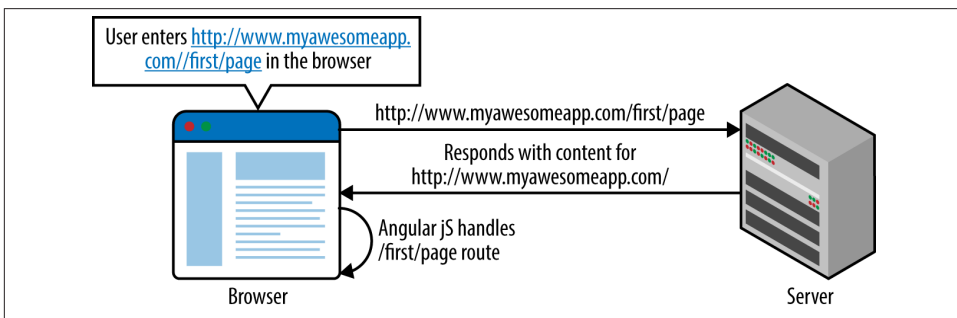 User enters http://www.myawesomeapp.
com//first/page in the browser
http://www.myawesomeapp.com/first/page
Responds with content for
http://www.myawesomeapp.com/
Angular jS handles
/first/page route
Browser
Server